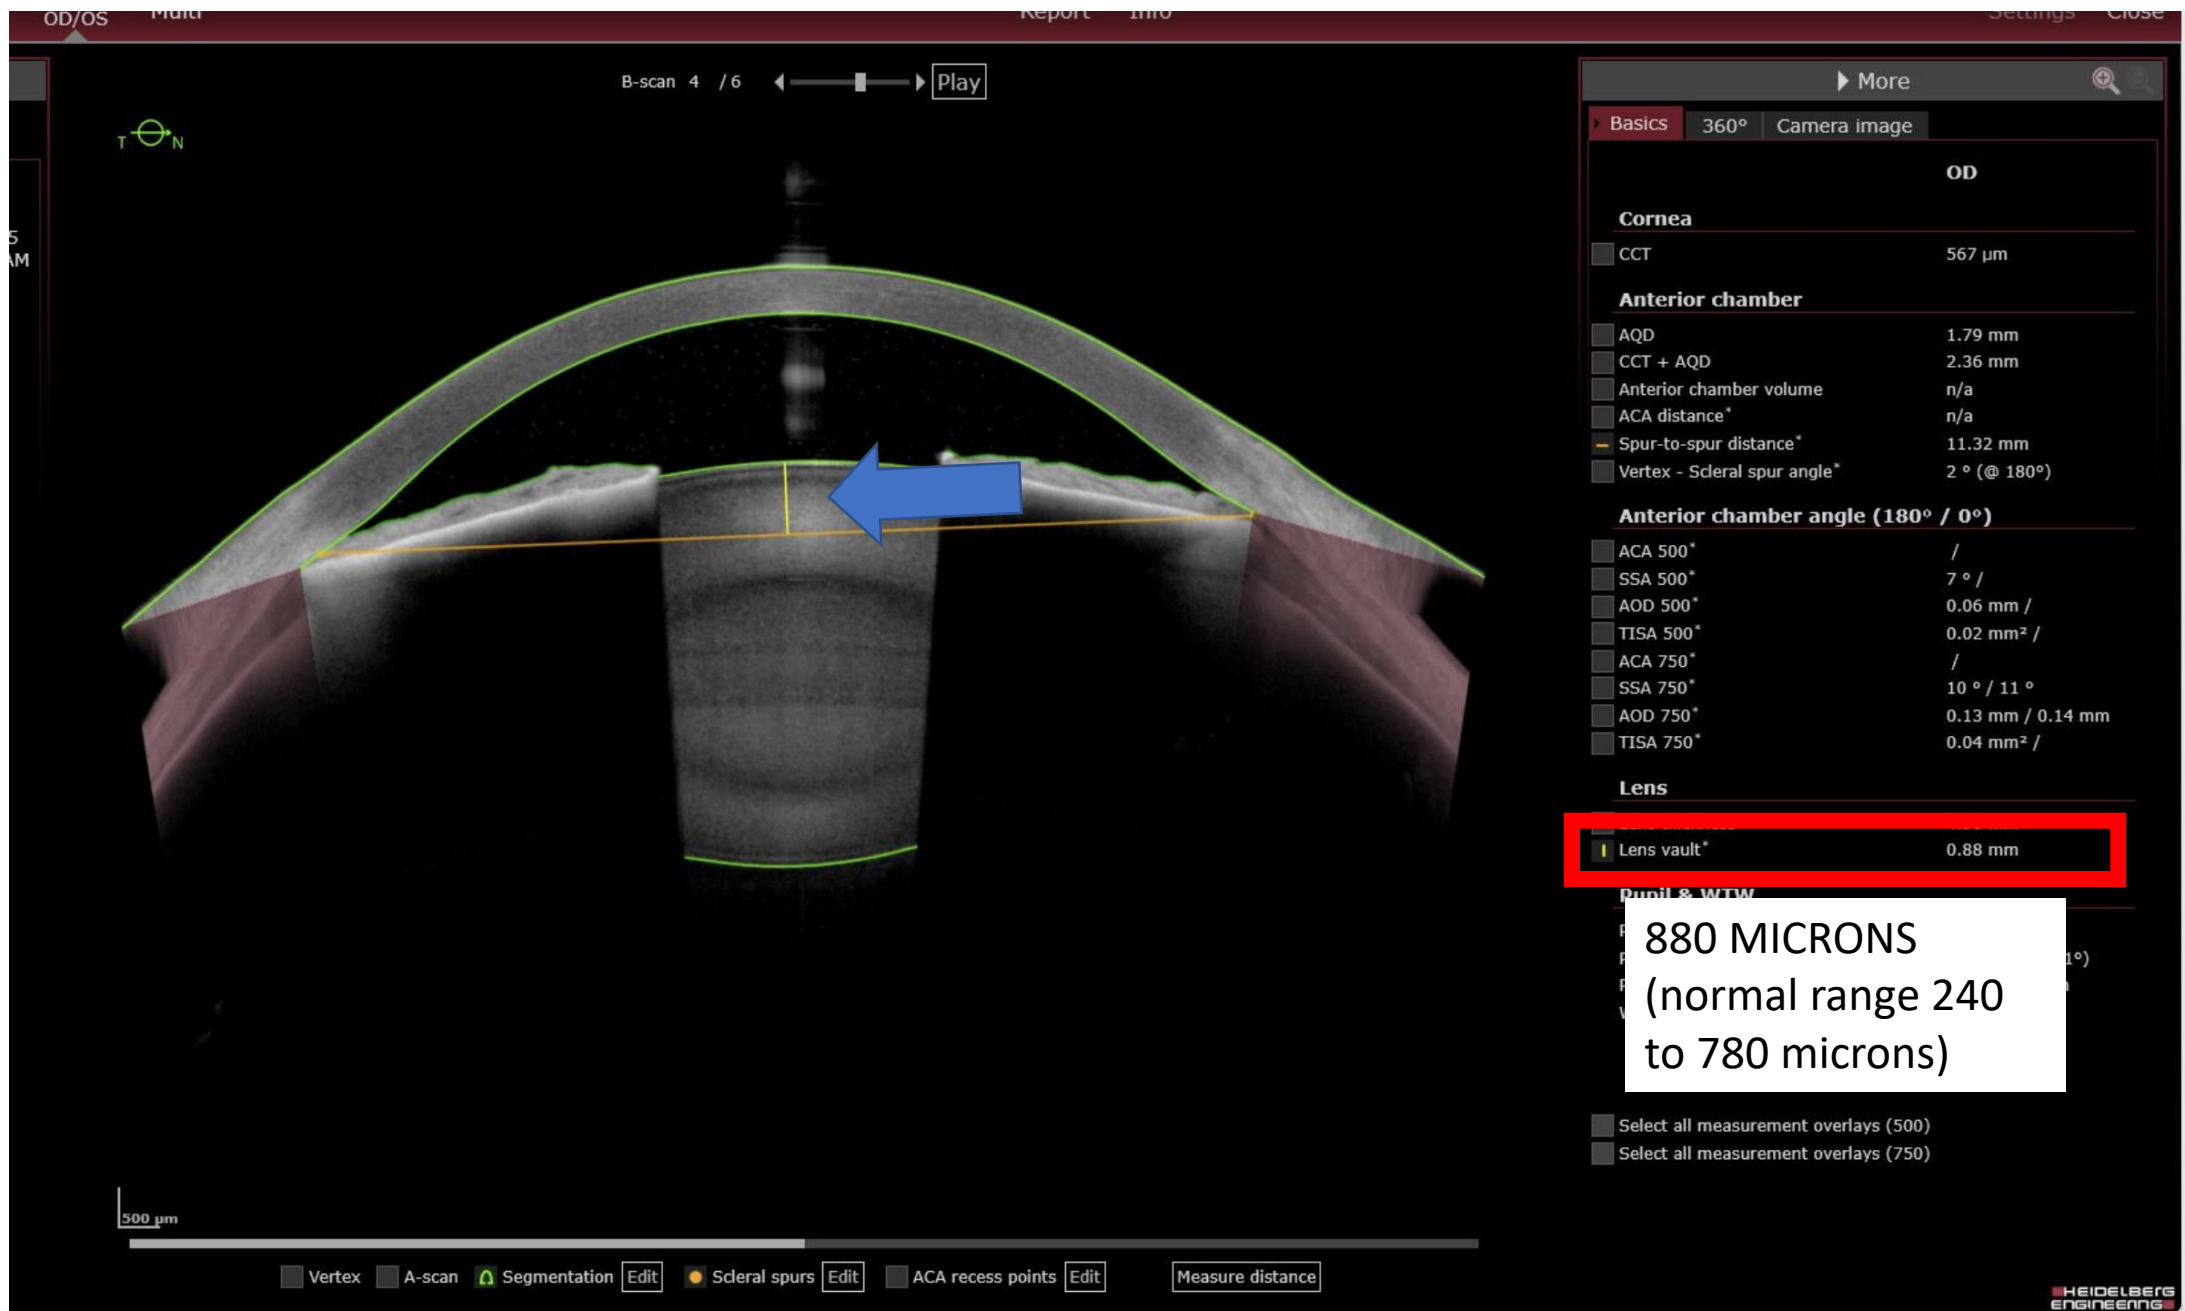 OD/OS Multi Report Info Settings Close
B-scan 4 / 6 Play
More
Basics 360° Camera image
T N
OD
Cornea
5
AM
CCT 567 µm
Anterior chamber
AQD 1.79 mm
CCT + AQD 2.36 mm
Anterior chamber volume n/a
ACA distance* n/a
Spur-to-spur distance* 11.32 mm
Vertex - Scleral spur angle* 2 ° (@ 180°)
Anterior chamber angle (180° / 0°)
ACA 500* /
SSA 500* 7 ° /
AOD 500* 0.06 mm /
TISA 500* 0.02 mm² /
ACA 750* /
SSA 750* 10 ° / 11 °
AOD 750* 0.13 mm / 0.14 mm
TISA 750* 0.04 mm² /
Lens
Lens vault* 0.88 mm
Pupil & WTW
880 MICRONS
(normal range 240
to 780 microns)
1°)
Select all measurement overlays (500)
Select all measurement overlays (750)
500 µm
Vertex A-scan Segmentation Edit Scleral spurs Edit ACA recess points Edit Measure distance
HEIDELBERG
ENGINEERING